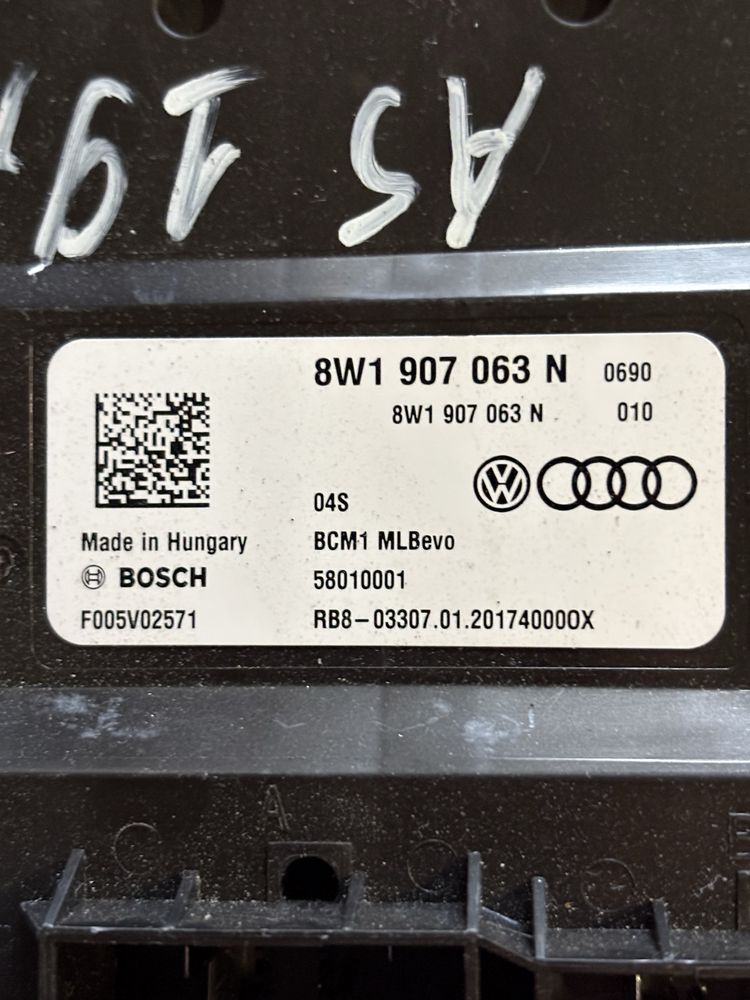 A5 19
8W1 907 063 N 0690
8W1 907 063 N 010
04S
Made in Hungary BCM1 MLBevo
BOSCH 58010001
F005V02571 RB8-03307.01.201740000X
A